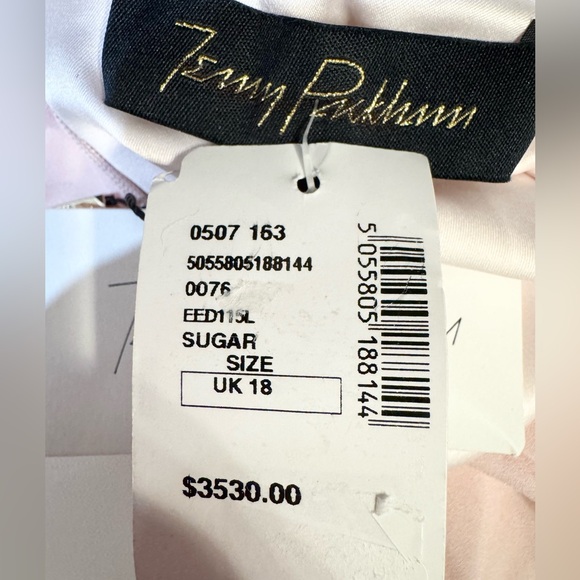 Jenny Packham
0507 163
5055805188144
0076
EED115L
SUGAR
SIZE
UK 18
$3530.00
5 055805 188144